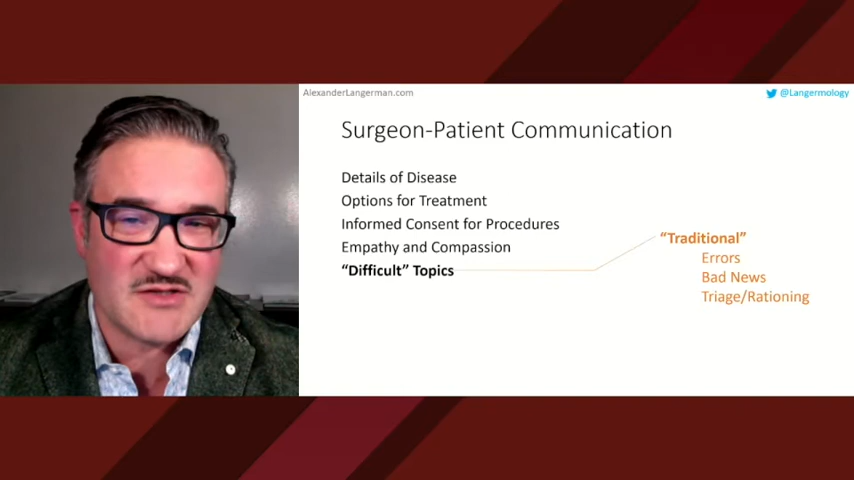 AlexanderLangerman.com
@Langermology
Surgeon-Patient Communication
Details of Disease
Options for Treatment
Informed Consent for Procedures
Empathy and Compassion
“Difficult” Topics
“Traditional”
Errors
Bad News
Triage/Rationing